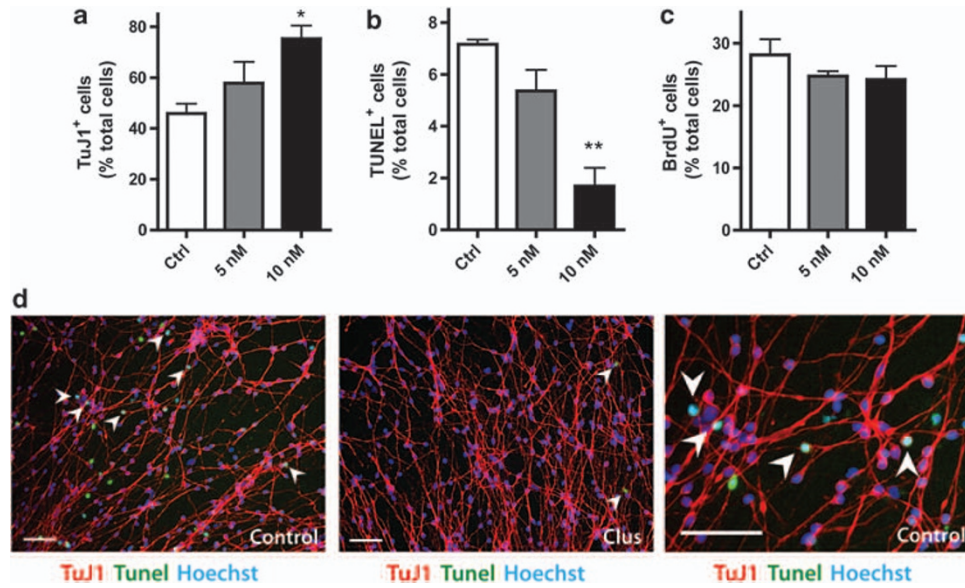 a
TuJ1⁺ cells
(% total cells)
80
60
40
20
0
*
Ctrl
5 nM
10 nM
b
TUNEL⁺ cells
(% total cells)
8
6
4
2
0
**
Ctrl
5 nM
10 nM
c
BrdU⁺ cells
(% total cells)
30
20
10
0
Ctrl
5 nM
10 nM
d
Control
Clus
Control
TuJ1 Tunel Hoechst
TuJ1 Tunel Hoechst
TuJ1 Tunel Hoechst